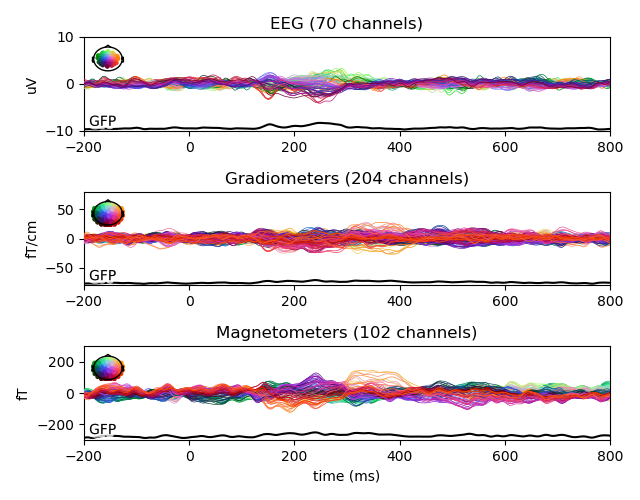 EEG (70 channels)
10
0
−10
uV
GFP
−200 0 200 400 600 800
Gradiometers (204 channels)
50
0
−50
fT/cm
GFP
−200 0 200 400 600 800
Magnetometers (102 channels)
200
0
−200
fT
GFP
−200 0 200 400 600 800
time (ms)